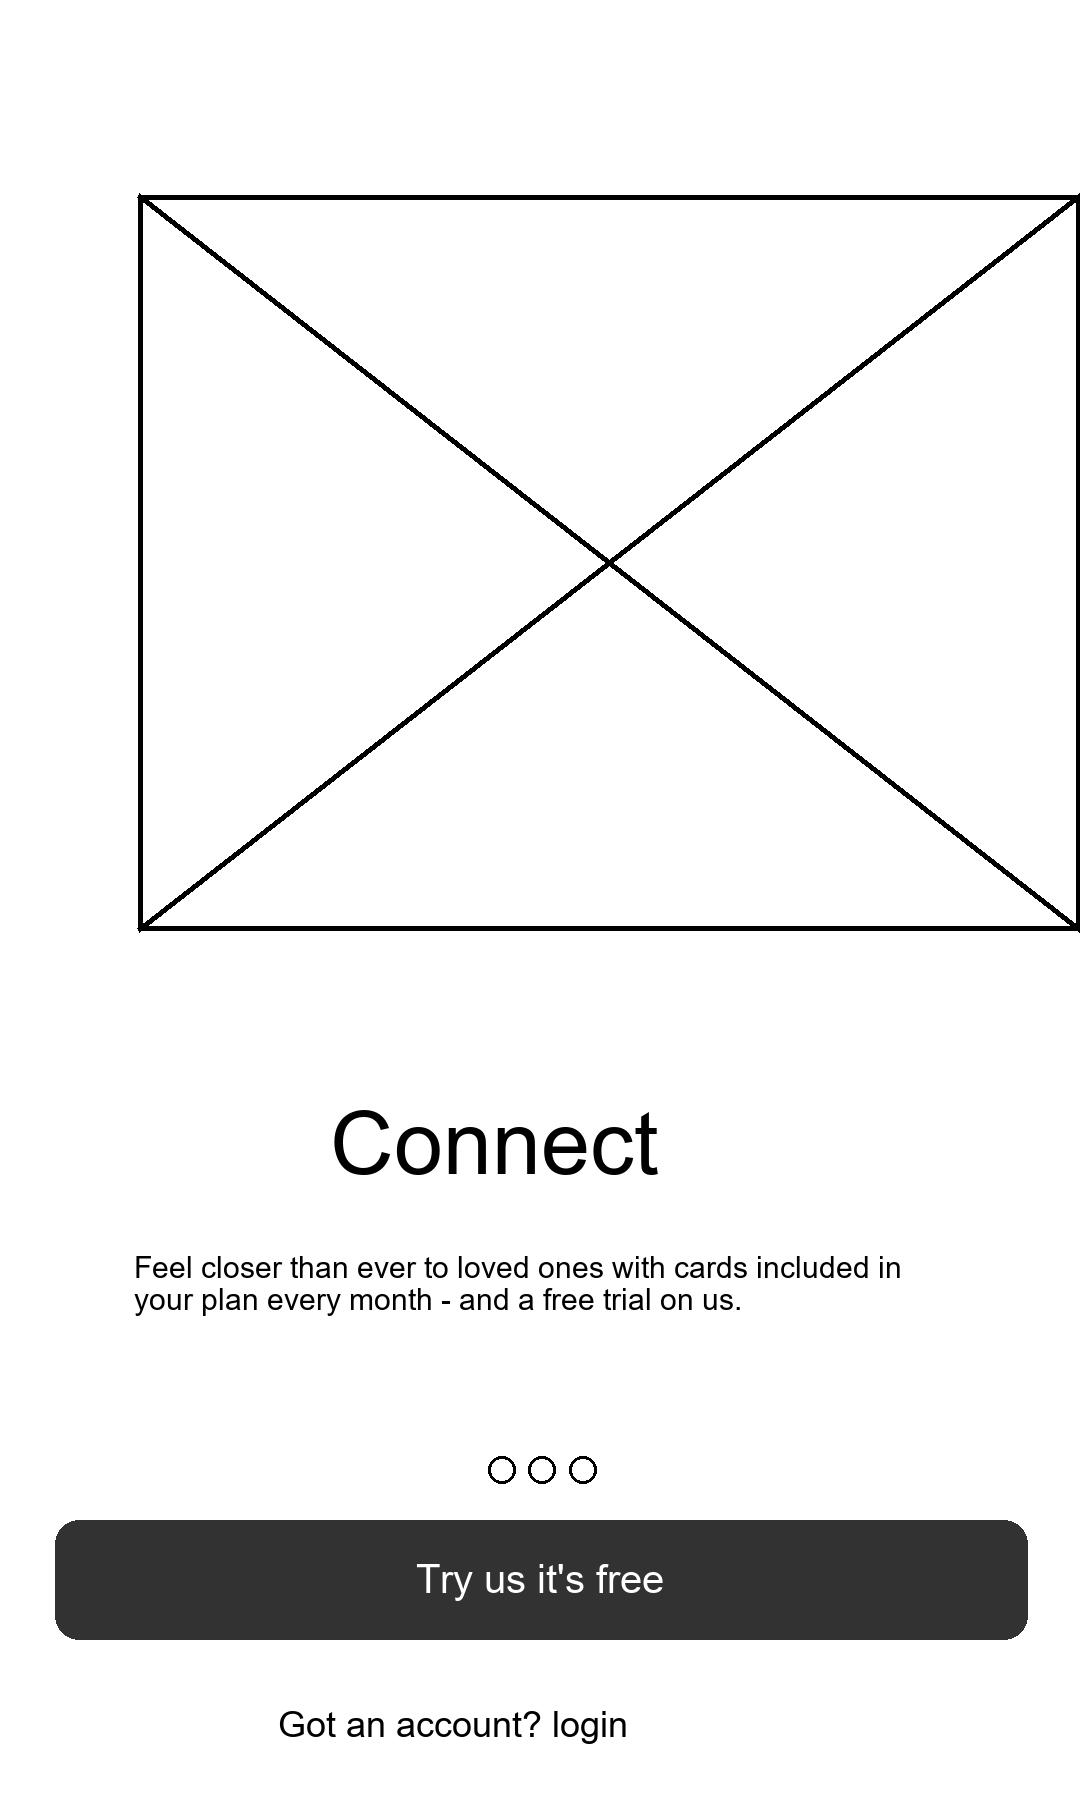 Connect
Feel closer than ever to loved ones with cards included in
your plan every month - and a free trial on us.
Try us it's free
Got an account? login